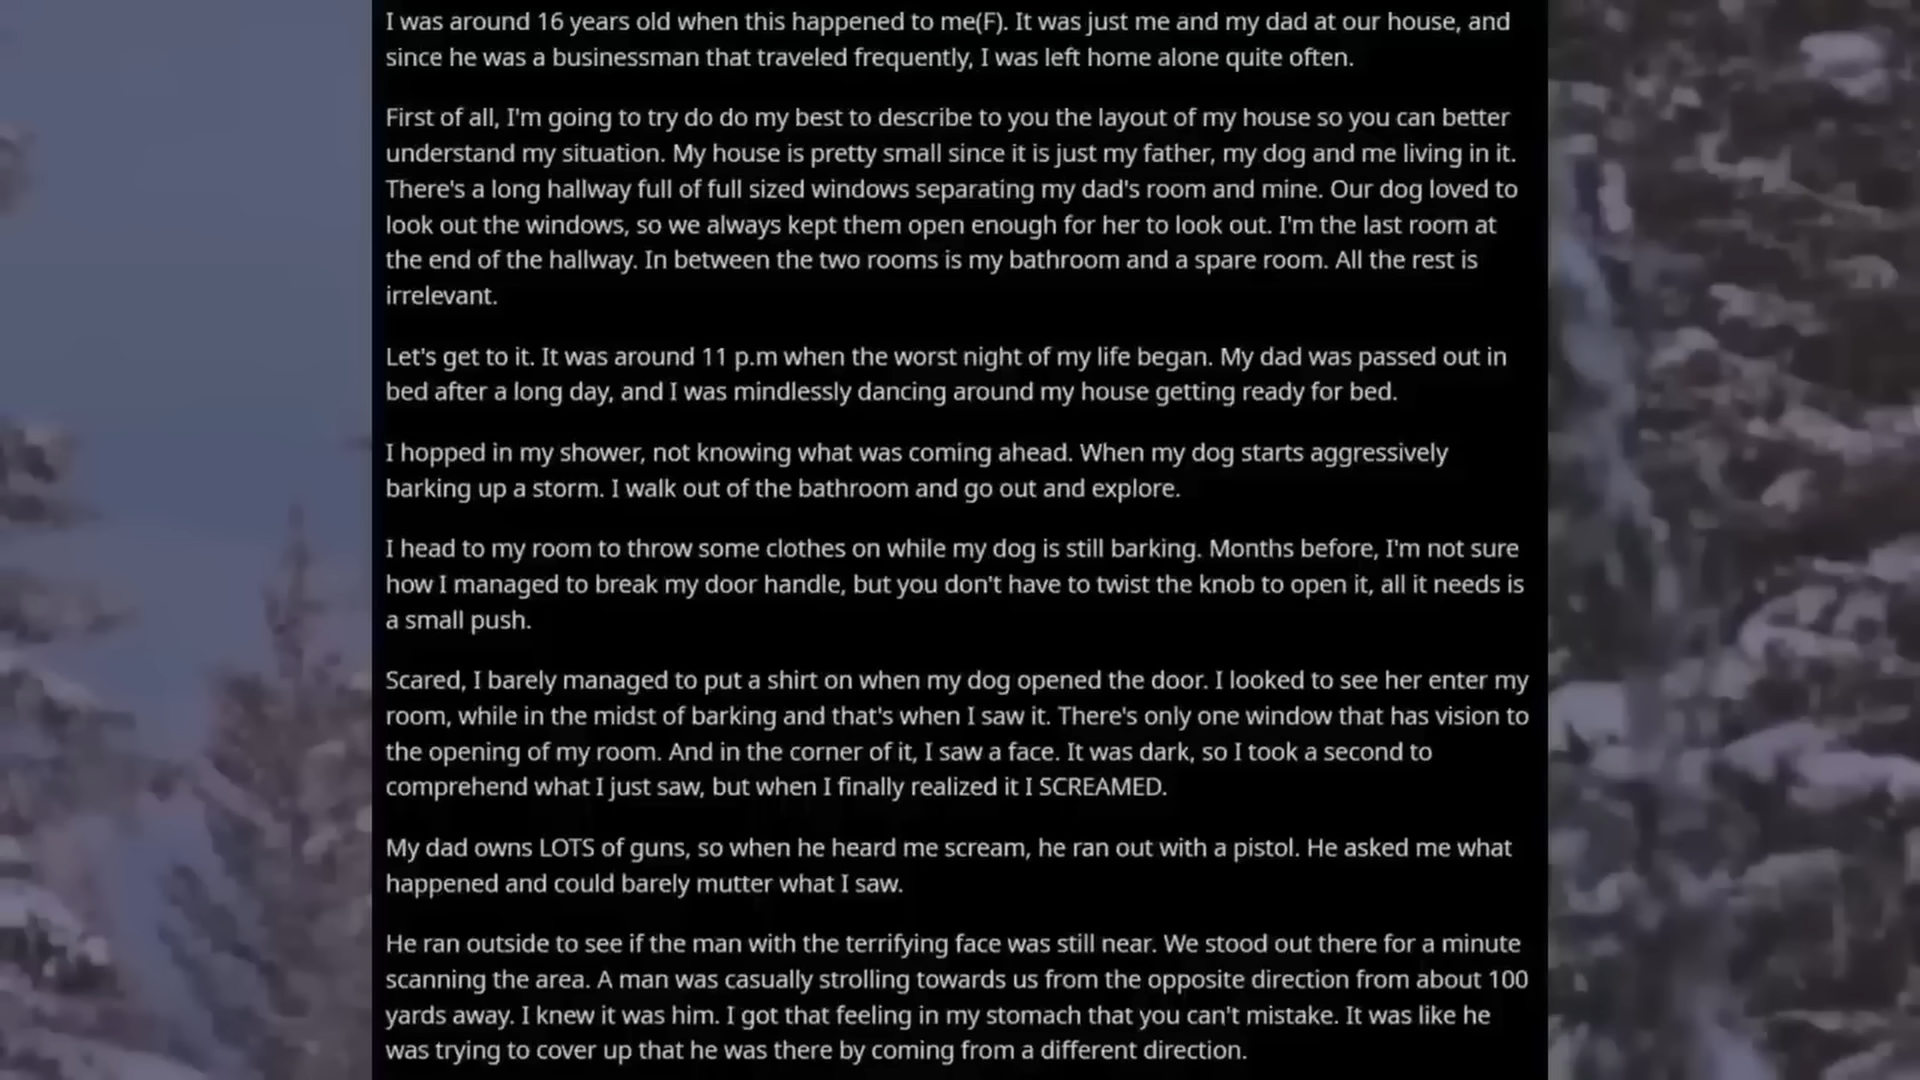 I was around 16 years old when this happened to me(F). It was just me and my dad at our house, and
since he was a businessman that traveled frequently, I was left home alone quite often.
First of all, I'm going to try do do my best to describe to you the layout of my house so you can better
understand my situation. My house is pretty small since it is just my father, my dog and me living in it.
There's a long hallway full of full sized windows separating my dad's room and mine. Our dog loved to
look out the windows, so we always kept them open enough for her to look out. I'm the last room at
the end of the hallway. In between the two rooms is my bathroom and a spare room. All the rest is
irrelevant.
Let's get to it. It was around 11 p.m when the worst night of my life began. My dad was passed out in
bed after a long day, and I was mindlessly dancing around my house getting ready for bed.
I hopped in my shower, not knowing what was coming ahead. When my dog starts aggressively
barking up a storm. I walk out of the bathroom and go out and explore.
I head to my room to throw some clothes on while my dog is still barking. Months before, I'm not sure
how I managed to break my door handle, but you don't have to twist the knob to open it, all it needs is
a small push.
Scared, I barely managed to put a shirt on when my dog opened the door. I looked to see her enter my
room, while in the midst of barking and that's when I saw it. There's only one window that has vision to
the opening of my room. And in the corner of it, I saw a face. It was dark, so I took a second to
comprehend what I just saw, but when I finally realized it I SCREAMED.
My dad owns LOTS of guns, so when he heard me scream, he ran out with a pistol. He asked me what
happened and could barely mutter what I saw.
He ran outside to see if the man with the terrifying face was still near. We stood out there for a minute
scanning the area. A man was casually strolling towards us from the opposite direction from about 100
yards away. I knew it was him. I got that feeling in my stomach that you can't mistake. It was like he
was trying to cover up that he was there by coming from a different direction.